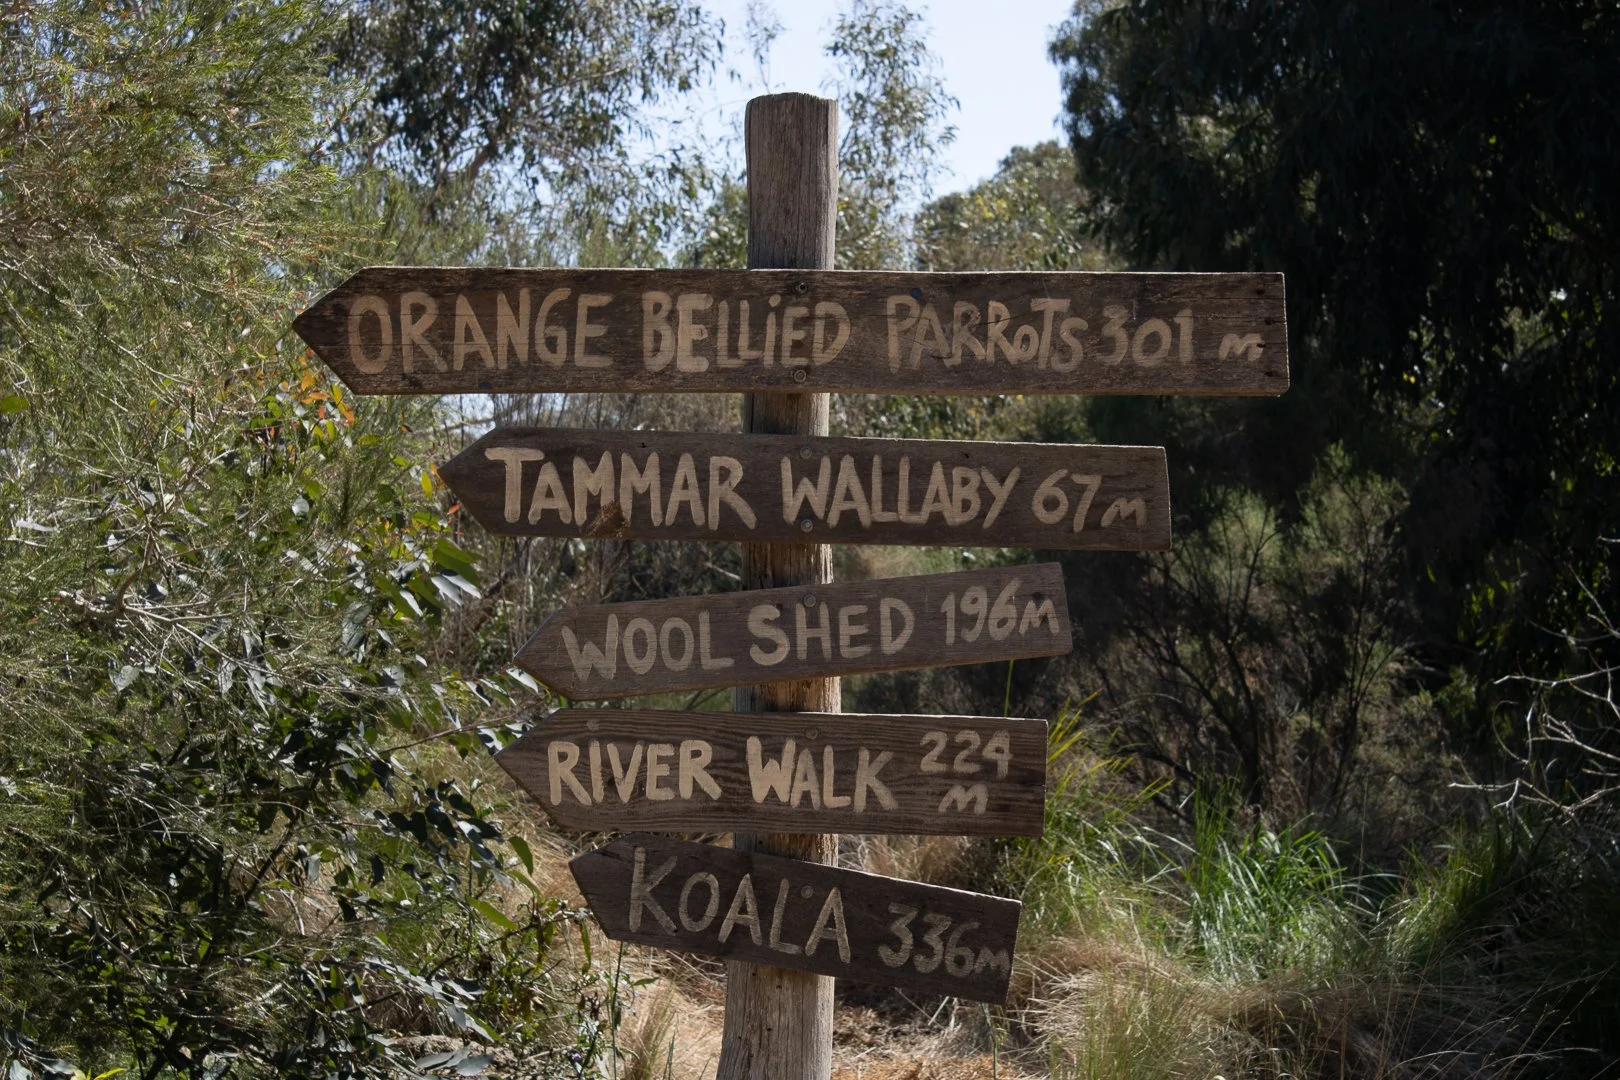 ORANGE BELLiED PARRoTS 301 m
TAMMAR WALLABY 67m
WOOL SHED 196m
RiVER WALK 224
m
KOALA 336m